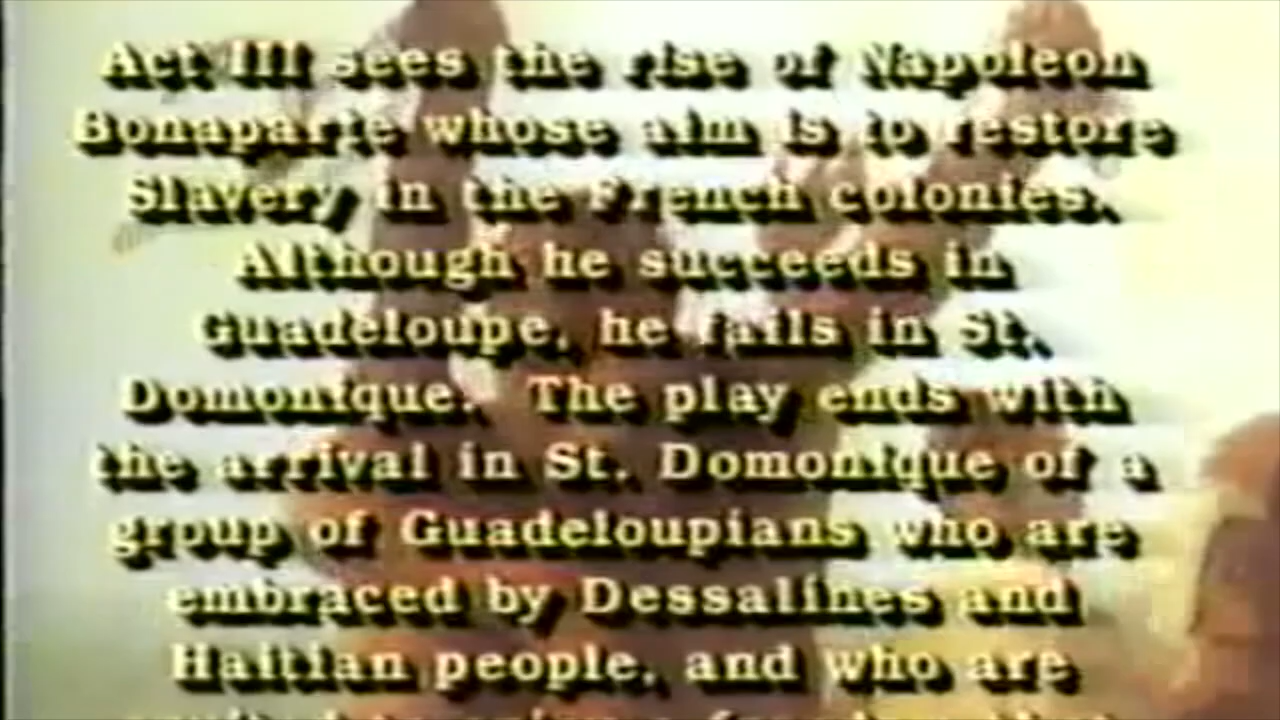 Act III sees the rise of Napoleon
Bonaparte whose aim is to restore
Slavery in the French colonies.
Although he succeeds in
Guadeloupe, he fails in St.
Domonique. The play ends with
the arrival in St. Domonique of a
group of Guadeloupians who are
embraced by Dessalines and
Haitian people, and who are